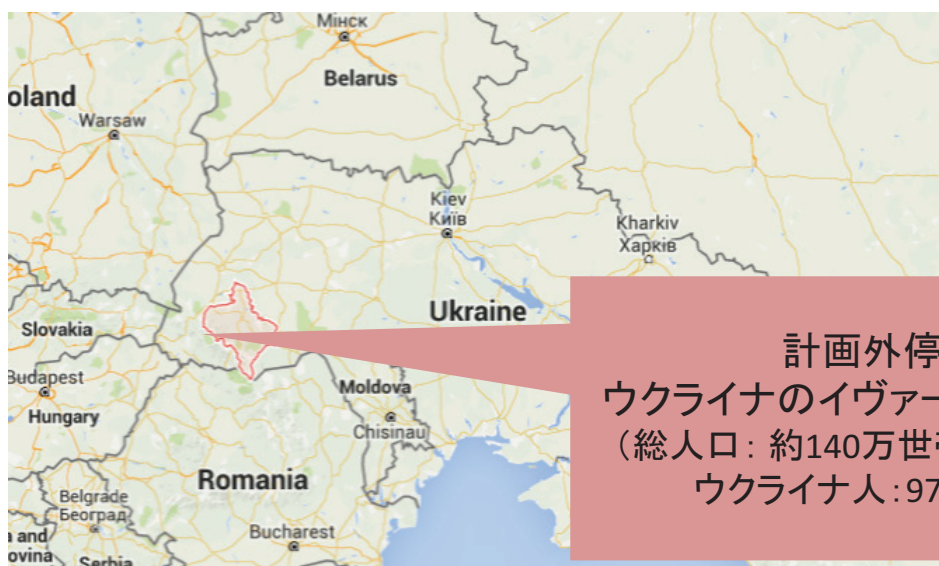 Мінск
Belarus
oland
Warsaw
Kiev
Київ
Kharkiv
Харків
Ukraine
Slovakia
Budapest
Hungary
Moldova
Chisinau
Romania
Belgrade
Београд
Bucharest
a and
ovina
Serbia
計画外停
ウクライナのイヴァー
（総人口：約140万世
ウクライナ人：97